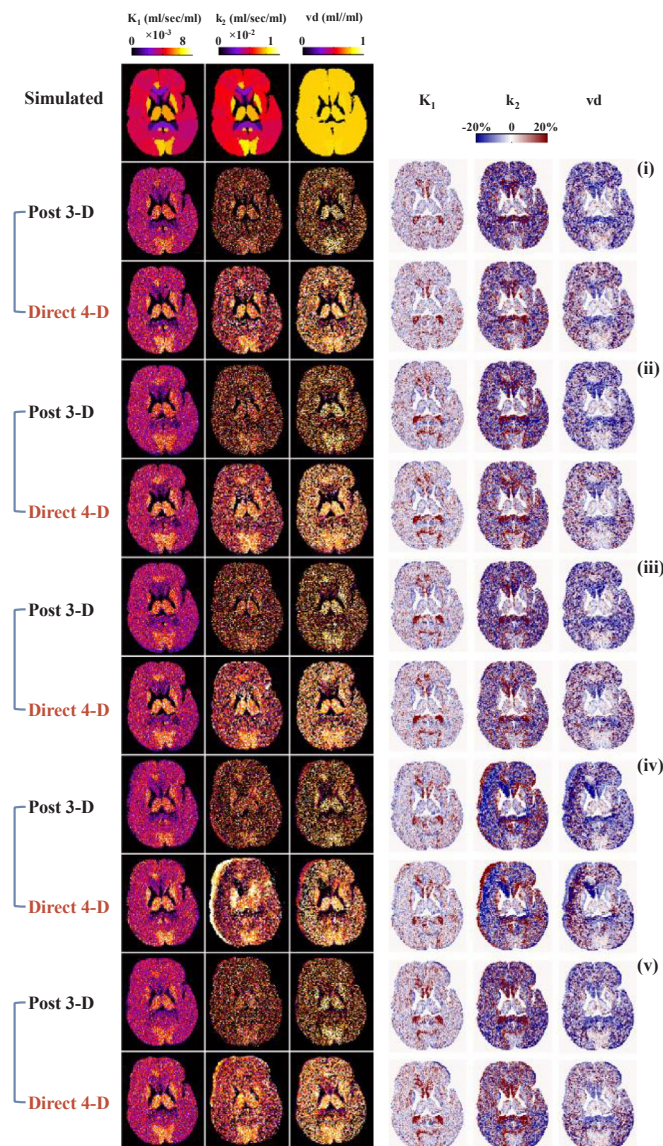 K₁ (ml/sec/ml) k₂ (ml/sec/ml) vd (ml//ml)
×10⁻³ ×10⁻²
0 8 0 1 0 1
Simulated
K₁ k₂ vd
-20% 0 20%
(i)
Post 3-D
Direct 4-D
(ii)
Post 3-D
Direct 4-D
(iii)
Post 3-D
Direct 4-D
(iv)
Post 3-D
Direct 4-D
(v)
Post 3-D
Direct 4-D